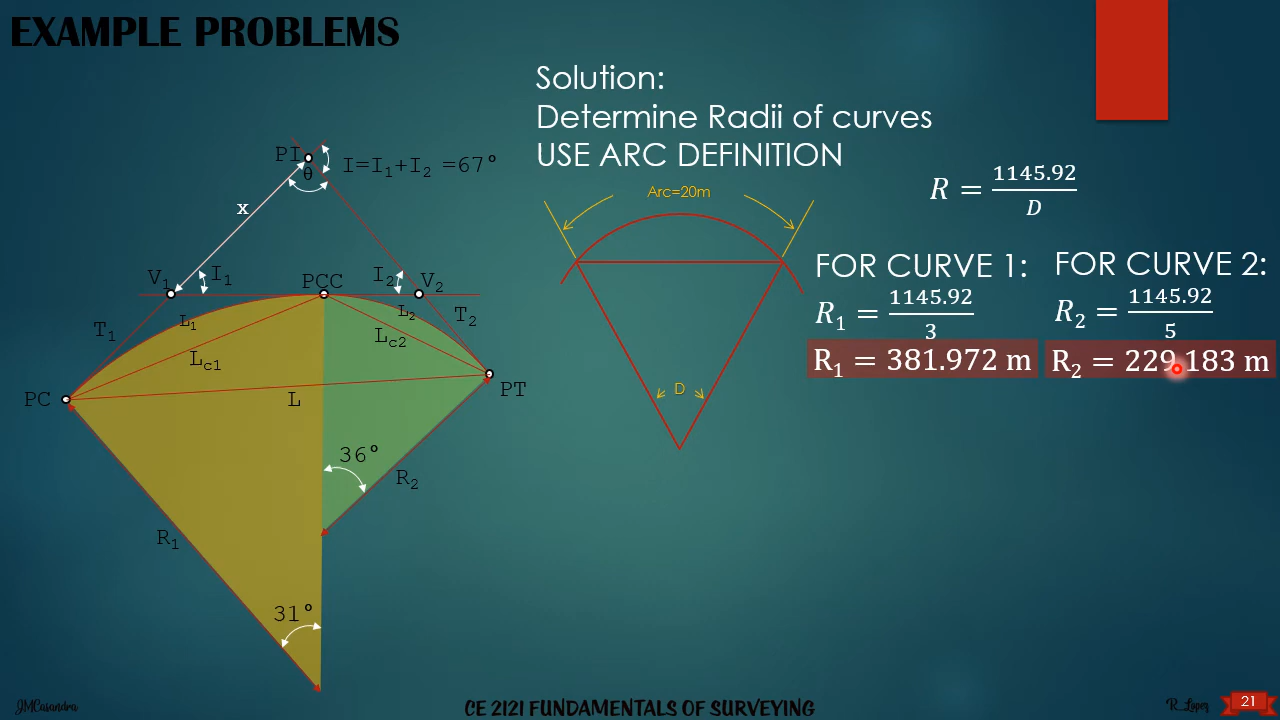 EXAMPLE PROBLEMS
Solution:
Determine Radii of curves
USE ARC DEFINITION
PI
θ
I=I₁+I₂ =67°
x
V₁
I₁
PCC
I₂
V₂
T₁
L₁
L₂
T₂
Lc1
Lc2
PC
L
PT
36°
R₂
R₁
31°
Arc=20m
D
R = 1145.92 / D
FOR CURVE 1:
R₁ = 1145.92 / 3
R₁ = 381.972 m
FOR CURVE 2:
R₂ = 1145.92 / 5
R₂ = 229.183 m
JMCasandra
CE 2121 FUNDAMENTALS OF SURVEYING
R_Lopez
21